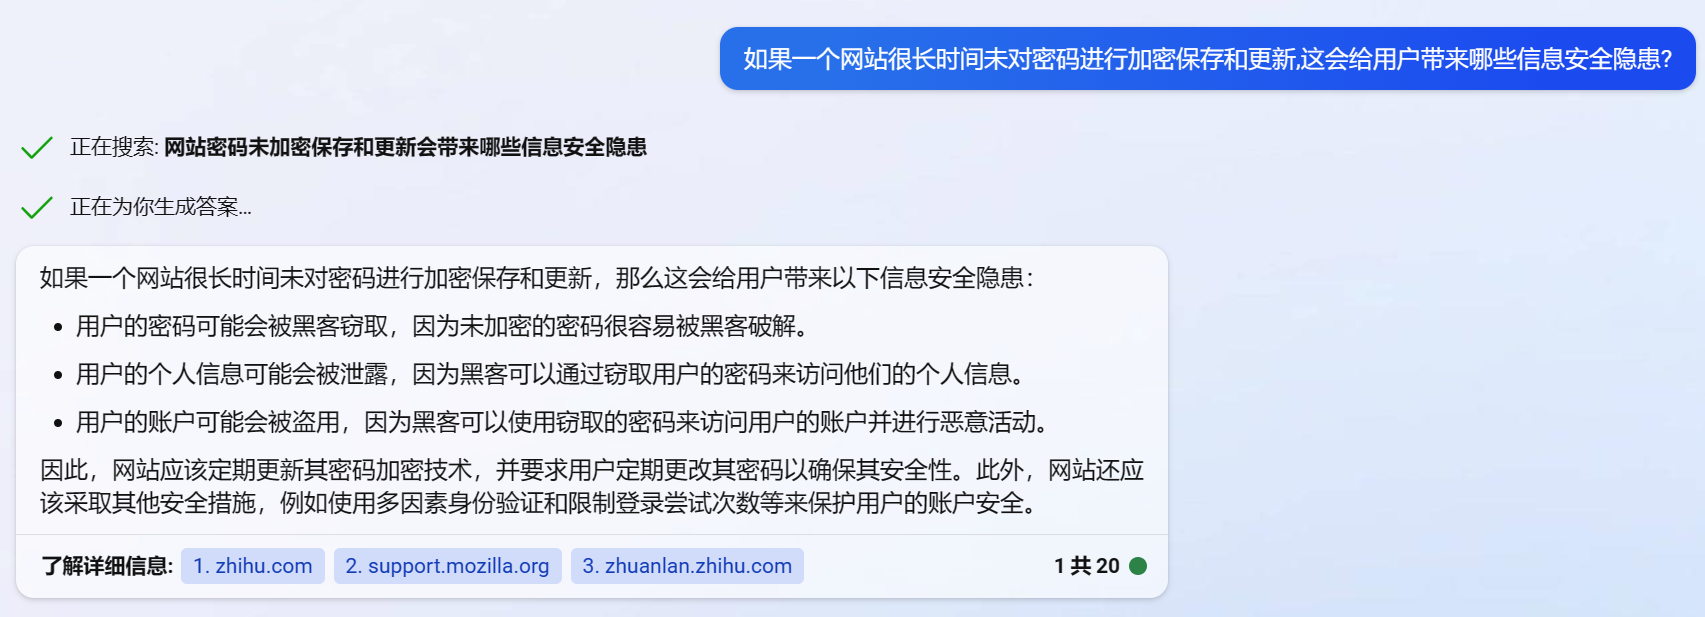 如果一个网站很长时间未对密码进行加密保存和更新,这会给用户带来哪些信息安全隐患?
正在搜索: 网站密码未加密保存和更新会带来哪些信息安全隐患
正在为你生成答案...
如果一个网站很长时间未对密码进行加密保存和更新，那么这会给用户带来以下信息安全隐患：
• 用户的密码可能会被黑客窃取，因为未加密的密码很容易被黑客破解。
• 用户的个人信息可能会被泄露，因为黑客可以通过窃取用户的密码来访问他们的个人信息。
• 用户的账户可能会被盗用，因为黑客可以使用窃取的密码来访问用户的账户并进行恶意活动。
因此，网站应该定期更新其密码加密技术，并要求用户定期更改其密码以确保其安全性。此外，网站还应
该采取其他安全措施，例如使用多因素身份验证和限制登录尝试次数等来保护用户的账户安全。
了解详细信息: 1. zhihu.com 2. support.mozilla.org 3. zhuanlan.zhihu.com 1 共 20